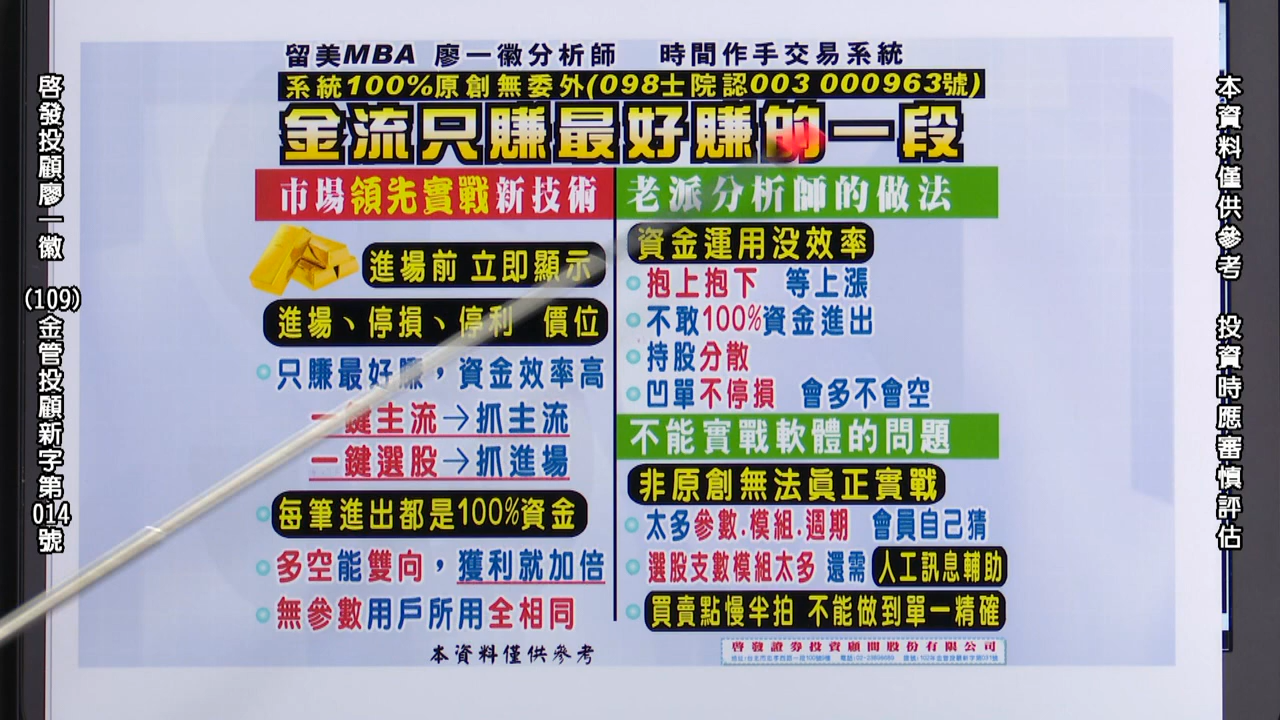 留美MBA 廖一徽分析師 時間作手交易系統
系統100%原創無委外(098士院認003 000963號)
金流只賺最好賺的一段
市場領先實戰新技術
進場前 立即顯示
進場、停損、停利 價位
只賺最好賺，資金效率高
一鍵主流→抓主流
一鍵選股→抓進場
每筆進出都是100%資金
多空能雙向，獲利就加倍
無參數用戶所用全相同
老派分析師的做法
資金運用没效率
抱上抱下 等上漲
不敢100%資金進出
持股分散
凹單不停損 會多不會空
不能實戰軟體的問題
非原創無法真正實戰
太多參數.模組.週期 會員自己猜
選股支數模組太多 還需 人工訊息輔助
買賣點慢半拍 不能做到單一精確
本資料僅供參考
啓發證券投資顧問股份有限公司
啓發投顧廖一徽 (109)金管投顧新字第014號
本資料僅供參考 投資時應審慎評估